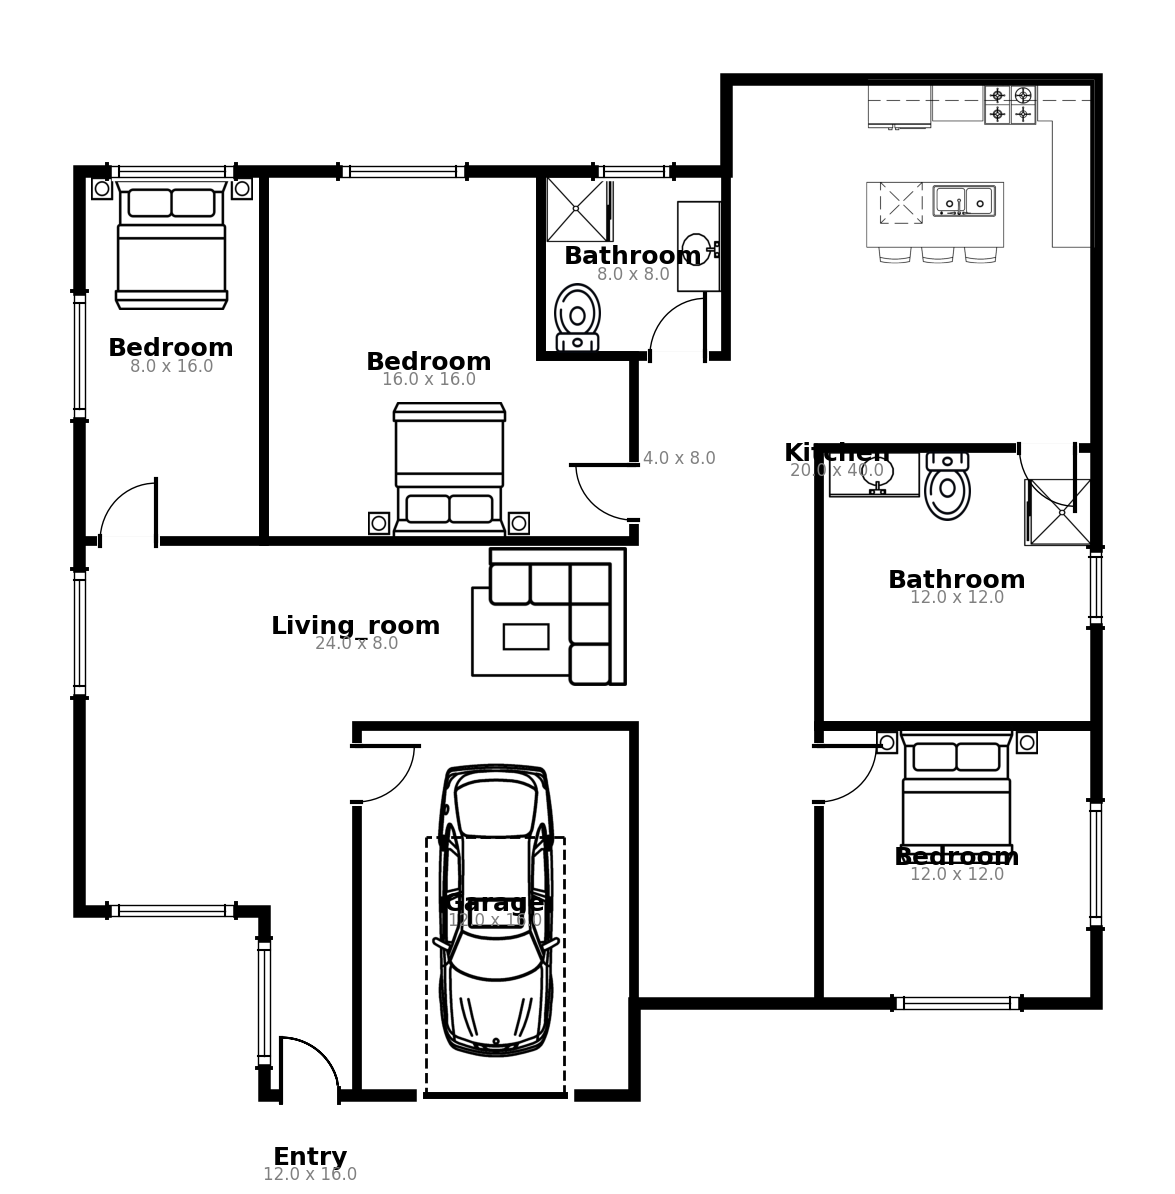 Bathroom
8.0 x 8.0
Bedroom
8.0 x 16.0
Bedroom
16.0 x 16.0
4.0 x 8.0
Kitchen
20.0 x 40.0
Bathroom
12.0 x 12.0
Living_room
24.0 x 8.0
Bedroom
12.0 x 12.0
Garage
12.0 x 16.0
Entry
12.0 x 16.0